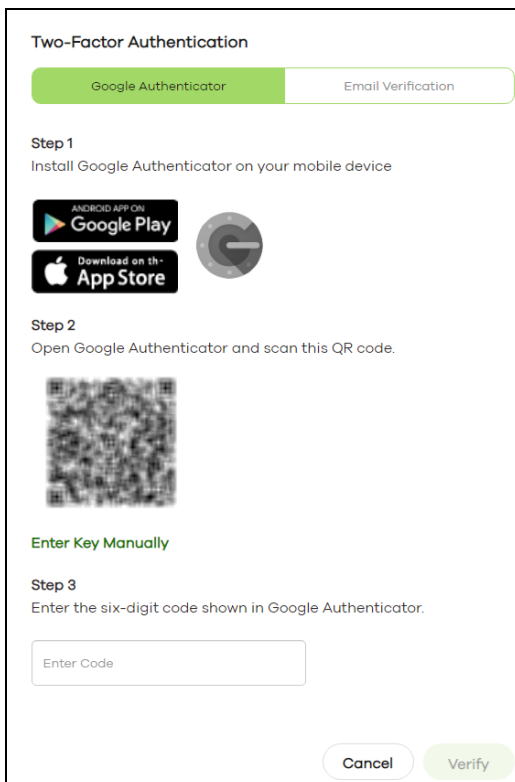 Two-Factor Authentication
Google Authenticator
Email Verification
Step 1
Install Google Authenticator on your mobile device
ANDROID APP ON
Google Play
Download on th-
App Store
Step 2
Open Google Authenticator and scan this QR code.
Enter Key Manually
Step 3
Enter the six-digit code shown in Google Authenticator.
Enter Code
Cancel
Verify